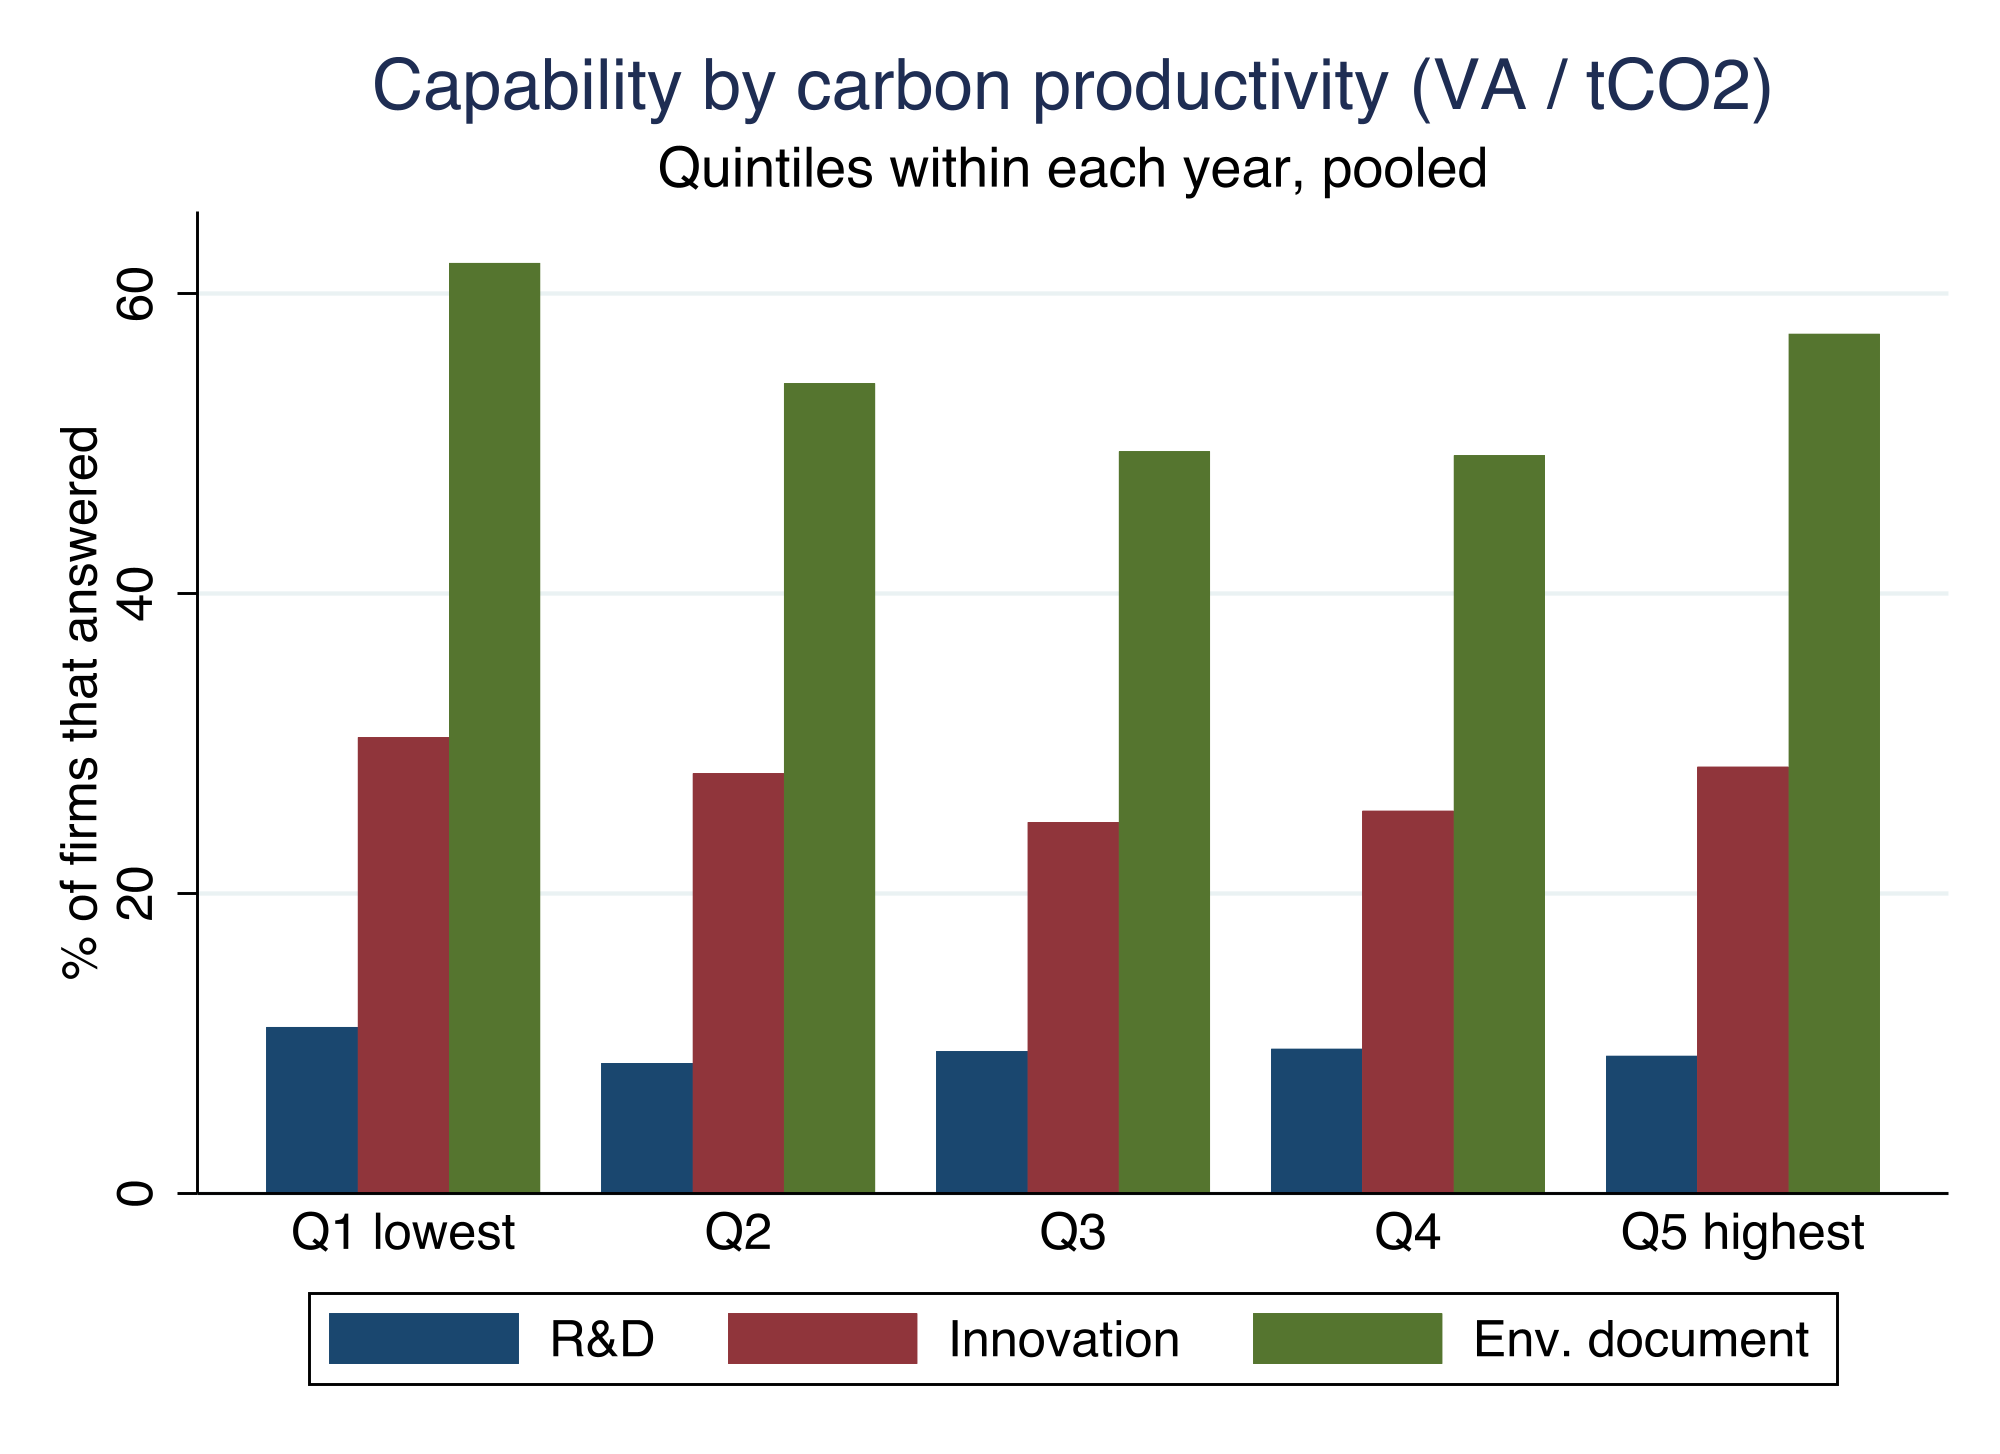 Capability by carbon productivity (VA / tCO2)
Quintiles within each year, pooled
% of firms that answered
60
40
20
0
Q1 lowest Q2 Q3 Q4 Q5 highest
R&D Innovation Env. document